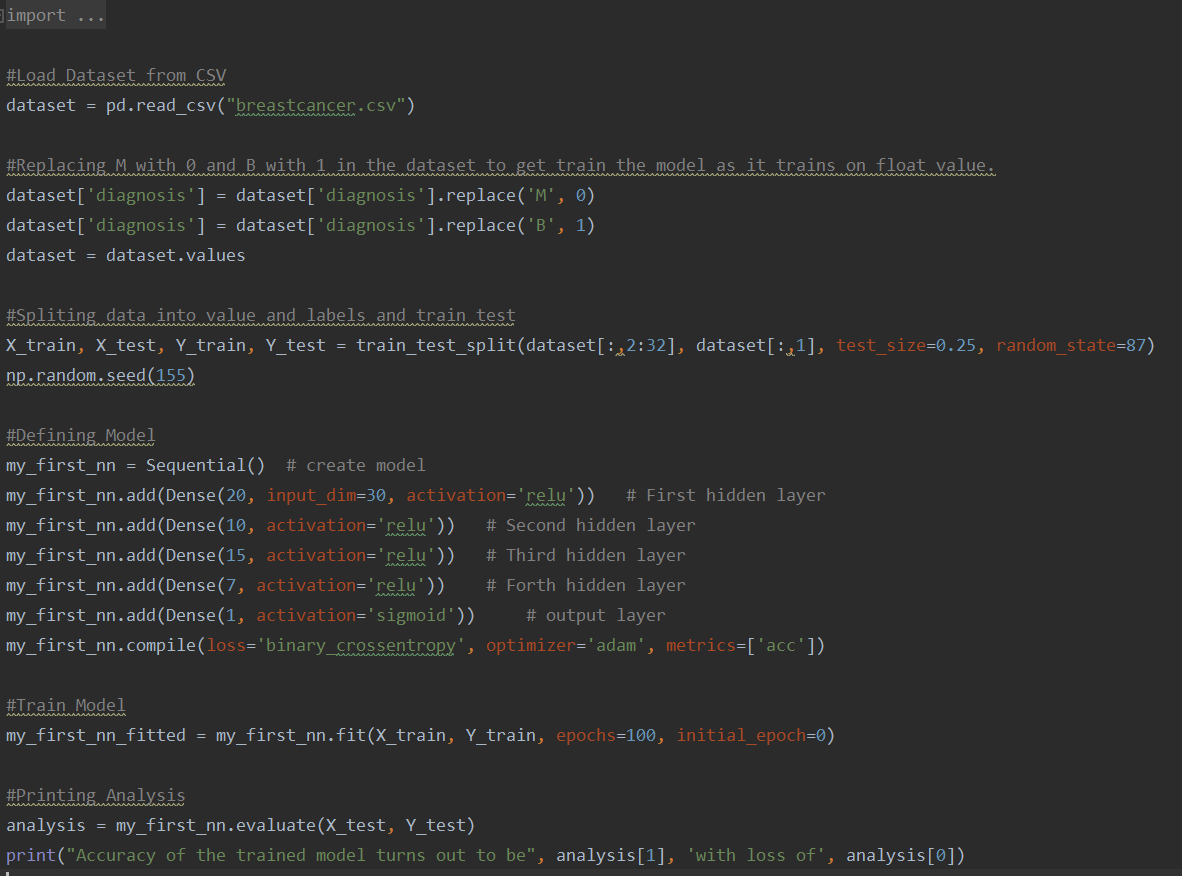 import ...
#Load Dataset from CSV
dataset = pd.read_csv("breastcancer.csv")
#Replacing M with 0 and B with 1 in the dataset to get train the model as it trains on float value.
dataset['diagnosis'] = dataset['diagnosis'].replace('M', 0)
dataset['diagnosis'] = dataset['diagnosis'].replace('B', 1)
dataset = dataset.values
#Spliting data into value and labels and train test
X_train, X_test, Y_train, Y_test = train_test_split(dataset[:,2:32], dataset[:,1], test_size=0.25, random_state=87)
np.random.seed(155)
#Defining Model
my_first_nn = Sequential()  # create model
my_first_nn.add(Dense(20, input_dim=30, activation='relu'))   # First hidden layer
my_first_nn.add(Dense(10, activation='relu'))   # Second hidden layer
my_first_nn.add(Dense(15, activation='relu'))   # Third hidden layer
my_first_nn.add(Dense(7, activation='relu'))    # Forth hidden layer
my_first_nn.add(Dense(1, activation='sigmoid'))     # output layer
my_first_nn.compile(loss='binary_crossentropy', optimizer='adam', metrics=['acc'])
#Train Model
my_first_nn_fitted = my_first_nn.fit(X_train, Y_train, epochs=100, initial_epoch=0)
#Printing Analysis
analysis = my_first_nn.evaluate(X_test, Y_test)
print("Accuracy of the trained model turns out to be", analysis[1], 'with loss of', analysis[0])